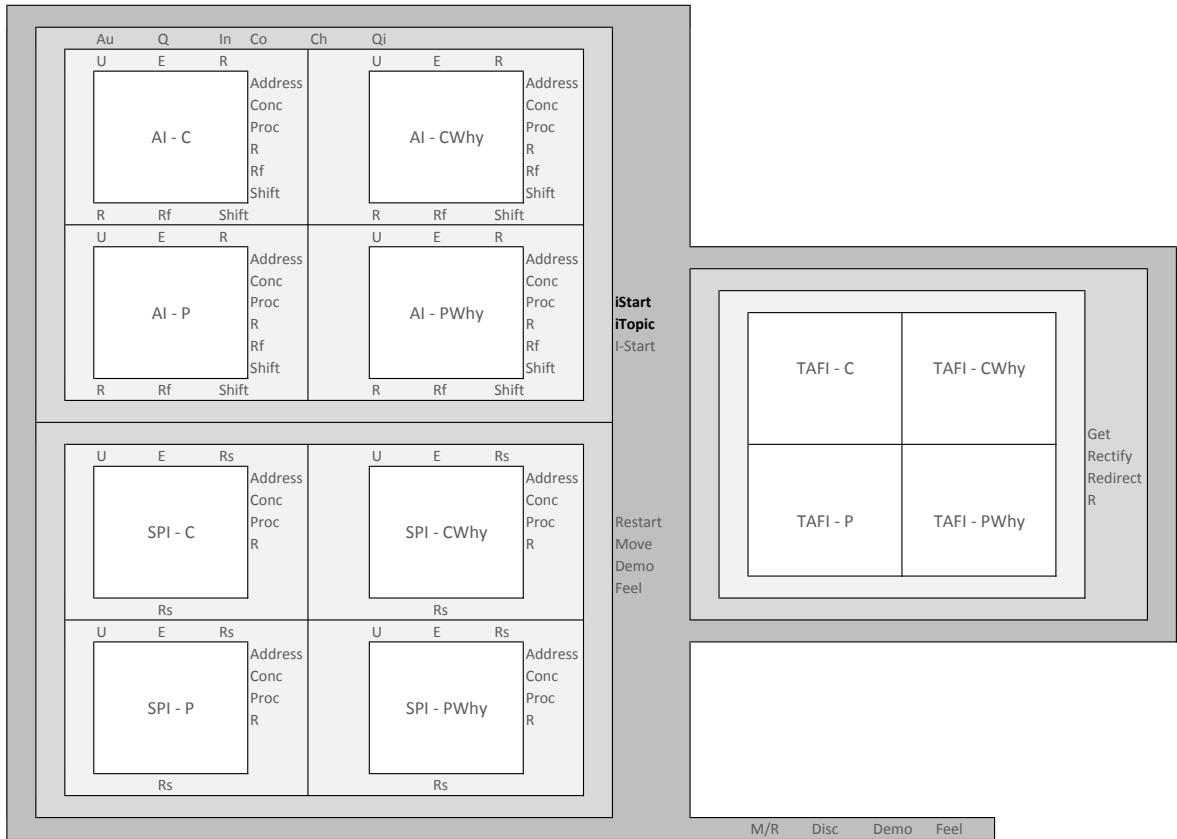 Au Q In Co Ch Qi
U E R U E R
Address Address
Conc Conc
AI - C Proc AI - CWhy Proc
R R
Rf Rf
Shift Shift
R Rf Shift R Rf Shift
U E R U E R
Address Address
Conc Conc
AI - P Proc AI - PWhy Proc
R R
Rf Rf
Shift Shift
R Rf Shift R Rf Shift
iStart
iTopic
I-Start
U E Rs U E Rs
Address Address
Conc Conc
SPI - C Proc SPI - CWhy Proc
R R
Rs Rs
U E Rs U E Rs
Address Address
Conc Conc
SPI - P Proc SPI - PWhy Proc
R R
Rs Rs
Restart
Move
Demo
Feel
TAFI - C TAFI - CWhy
TAFI - P TAFI - PWhy
Get
Rectify
Redirect
R
M/R Disc Demo Feel